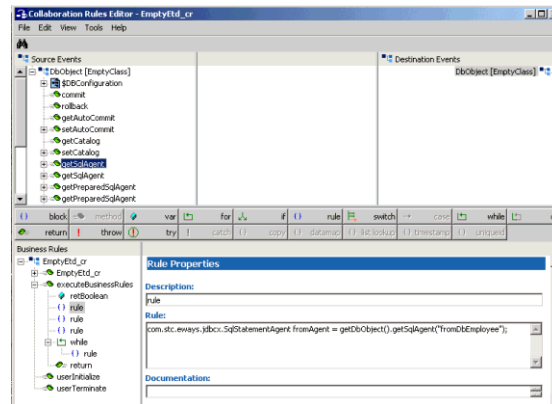 Collaboration Rules Editor - EmptyEtd_cr
File Edit View Tools Help
Source Events
Destination Events
DbObject [EmptyClass]
DbObject [EmptyClass]
$DBConfiguration
commit
rollback
getAutoCommit
setAutoCommit
getCatalog
setCatalog
getSqlAgent
getSqlAgent
getPreparedSqlAgent
getPreparedSqlAgent
block method var for if rule switch case while
return throw try catch copy datamap list lookup timestamp uniqueid
Business Rules
EmptyEtd_cr
EmptyEtd_cr
executeBusinessRules
retBoolean
rule
rule
rule
while
rule
return
userInitialize
userTerminate
Rule Properties
Description:
rule
Rule:
com.stc.eways.jdbcx.SqlStatementAgent fromAgent = getDbObject().getSqlAgent("fromDbEmployee");
Documentation: